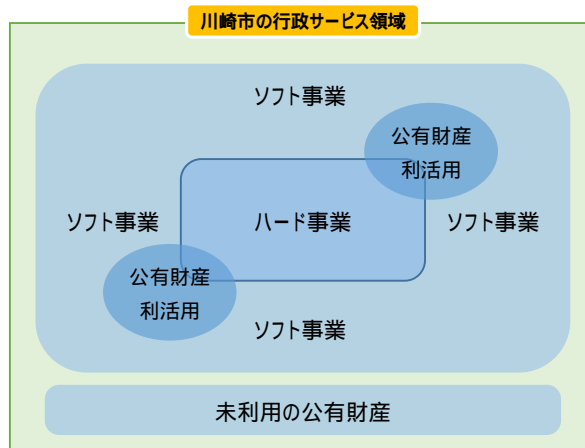 川崎市の行政サービス領域
ソフト事業
公有財産
利活用
ソフト事業
ハード事業
ソフト事業
公有財産
利活用
ソフト事業
未利用の公有財産